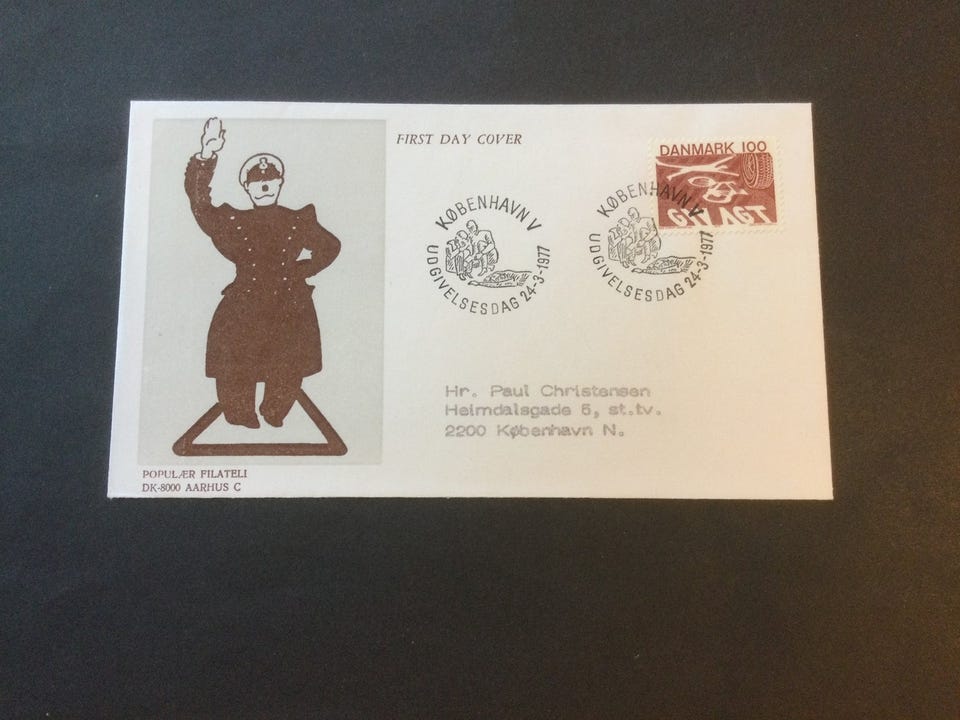 FIRST DAY COVER
DANMARK 100
GIV AGT
KØBENHAVN V
UDGIVELSESDAG 24-3-1977
KØBENHAVN V
UDGIVELSESDAG 24-3-1977
Hr. Paul Christensen
Heimdalsgade 5, st.tv.
2200 København N.
POPULÆR FILATELI
DK-8000 AARHUS C